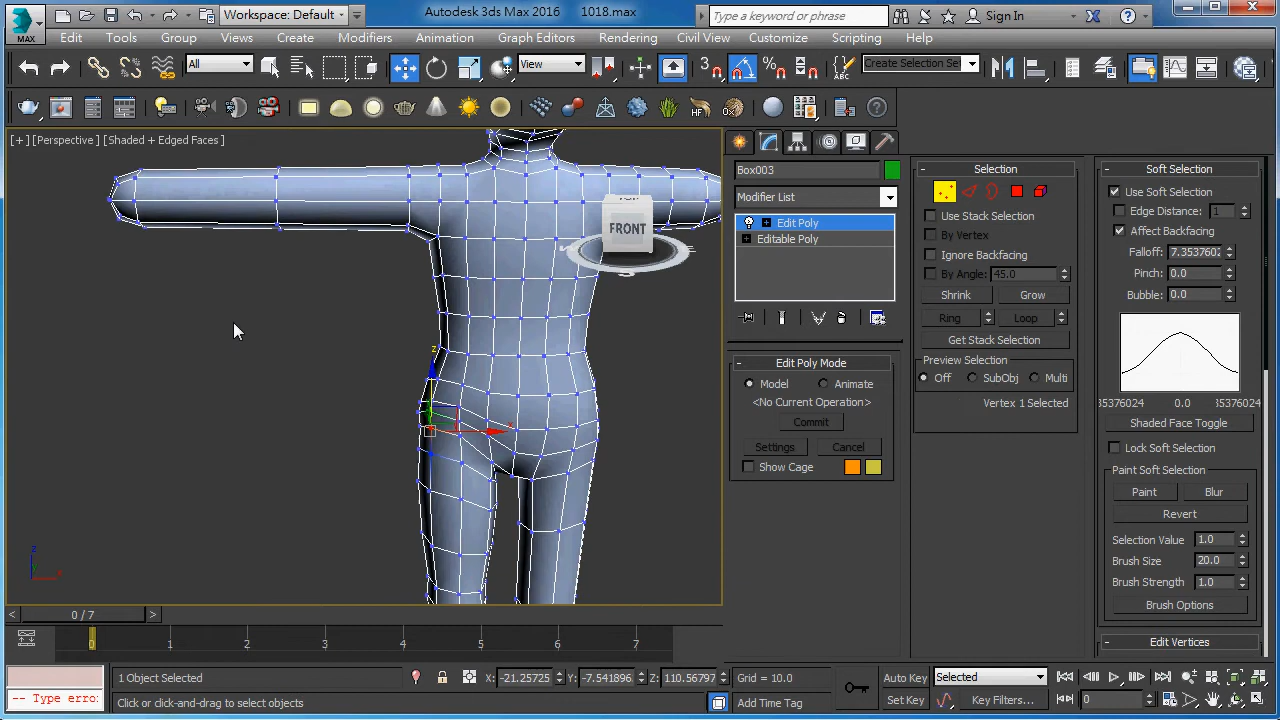 Workspace: Default
Autodesk 3ds Max 2016 1018.max
Type a keyword or phrase
Sign In
MAX
Edit Tools Group Views Create Modifiers Animation Graph Editors Rendering Civil View Customize Scripting Help
All
View
3
Create Selection Se
HF
[+] [Perspective] [Shaded + Edged Faces]
FRONT
z
x
z
y
x
Box003
Modifier List
Edit Poly
Editable Poly
Edit Poly Mode
Model Animate
<No Current Operation>
Commit
Settings Cancel
Show Cage
Selection
Use Stack Selection
By Vertex
Ignore Backfacing
By Angle: 45.0
Shrink Grow
Ring Loop
Get Stack Selection
Preview Selection
Off SubObj Multi
Vertex 1 Selected
Soft Selection
Use Soft Selection
Edge Distance: 1
Affect Backfacing
Falloff: 7.3537602
Pinch: 0.0
Bubble: 0.0
35376024 0.0 35376024
Shaded Face Toggle
Lock Soft Selection
Paint Soft Selection
Paint Blur
Revert
Selection Value 1.0
Brush Size 20.0
Brush Strength 1.0
Brush Options
Edit Vertices
< 0 / 7 >
0 1 2 3 4 5 6 7
1 Object Selected
X: -21.25725 Y: -7.541896 Z: 110.56797
Grid = 10.0
Auto Key Selected
-- Type erro
Click or click-and-drag to select objects
Add Time Tag
Set Key Key Filters... 0